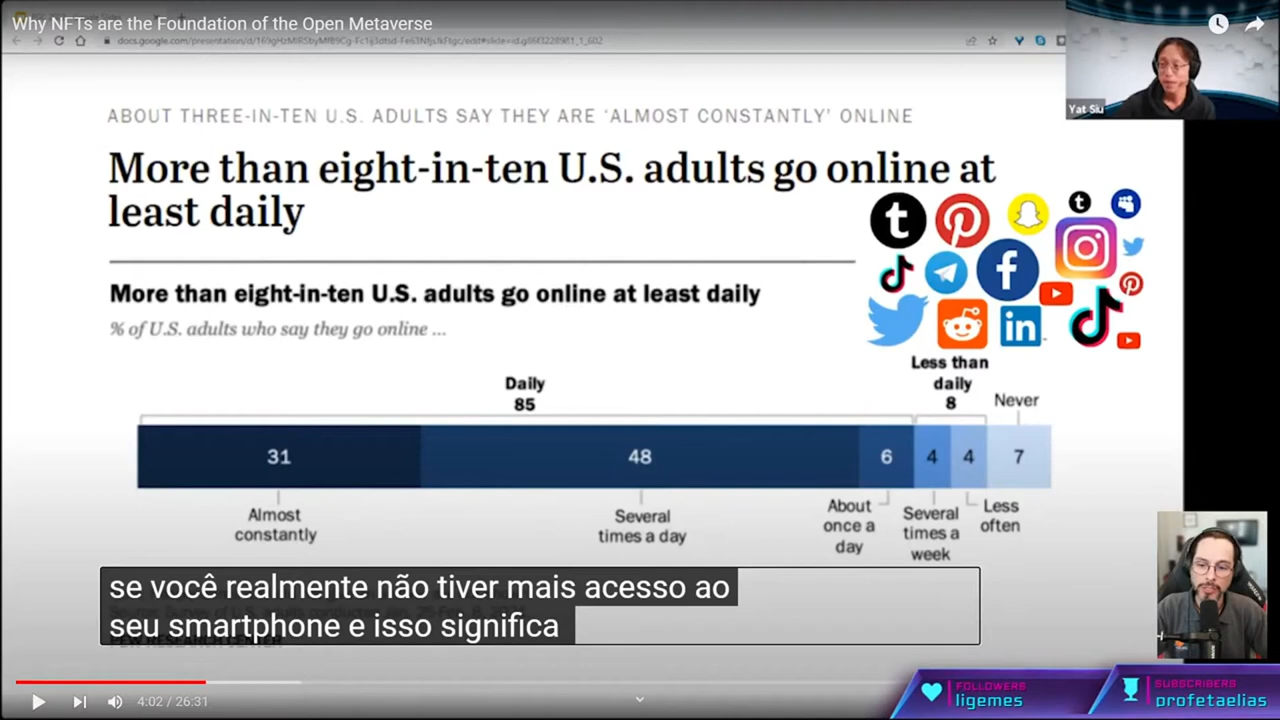 Why NFTs are the Foundation of the Open Metaverse
Yat Siu
ABOUT THREE-IN-TEN U.S. ADULTS SAY THEY ARE ‘ALMOST CONSTANTLY’ ONLINE
More than eight-in-ten U.S. adults go online at
least daily
More than eight-in-ten U.S. adults go online at least daily
% of U.S. adults who say they go online ...
Daily
85
Less than
daily
8
Never
31
48
6
4
4
7
Almost
constantly
Several
times a day
About
once a
day
Several
times a
week
Less
often
se você realmente não tiver mais acesso ao
seu smartphone e isso significa
PEW RESEARCH CENTER
4:02 / 26:31
FOLLOWERS
ligemes
SUBSCRIBERS
profetaelias